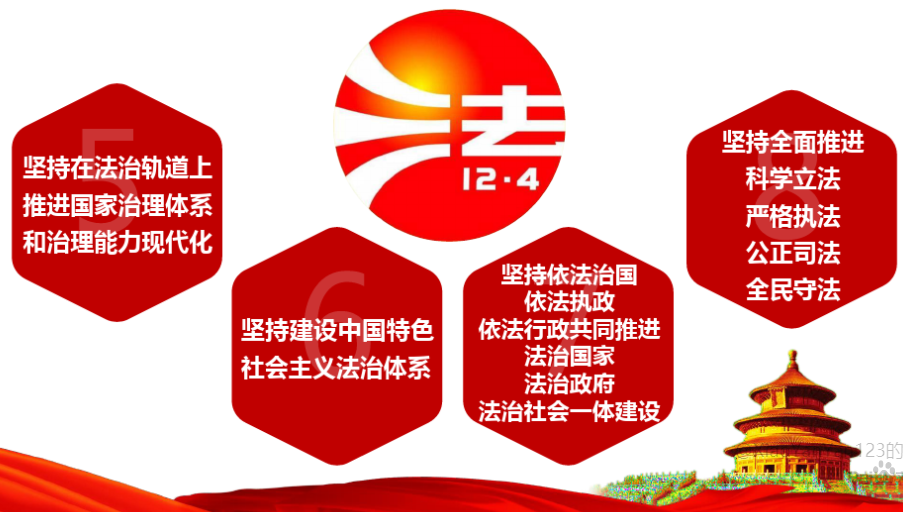 法
12·4
5
坚持在法治轨道上
推进国家治理体系
和治理能力现代化
6
坚持建设中国特色
社会主义法治体系
7
坚持依法治国
依法执政
依法行政共同推进
法治国家
法治政府
法治社会一体建设
8
坚持全面推进
科学立法
严格执法
公正司法
全民守法
123的